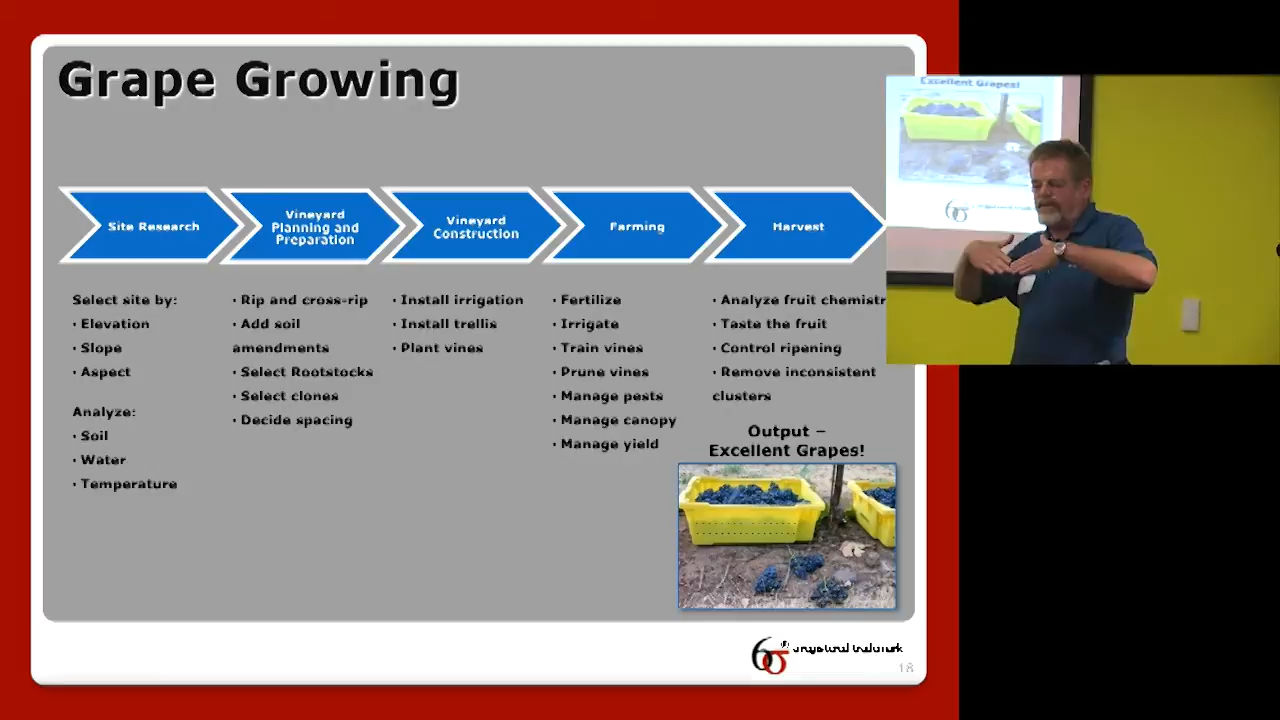 Grape Growing
Site Research
Vineyard
Planning and
Preparation
Vineyard
Construction
Farming
Harvest
Select site by:
· Elevation
· Slope
· Aspect
Analyze:
· Soil
· Water
· Temperature
· Rip and cross-rip
· Add soil
amendments
· Select Rootstocks
· Select clones
· Decide spacing
· Install irrigation
· Install trellis
· Plant vines
· Fertilize
· Irrigate
· Train vines
· Prune vines
· Manage pests
· Manage canopy
· Manage yield
· Analyze fruit chemistr
· Taste the fruit
· Control ripening
· Remove inconsistent
clusters
Output –
Excellent Grapes!
6σ
18
Excellent Grapes!
6σ